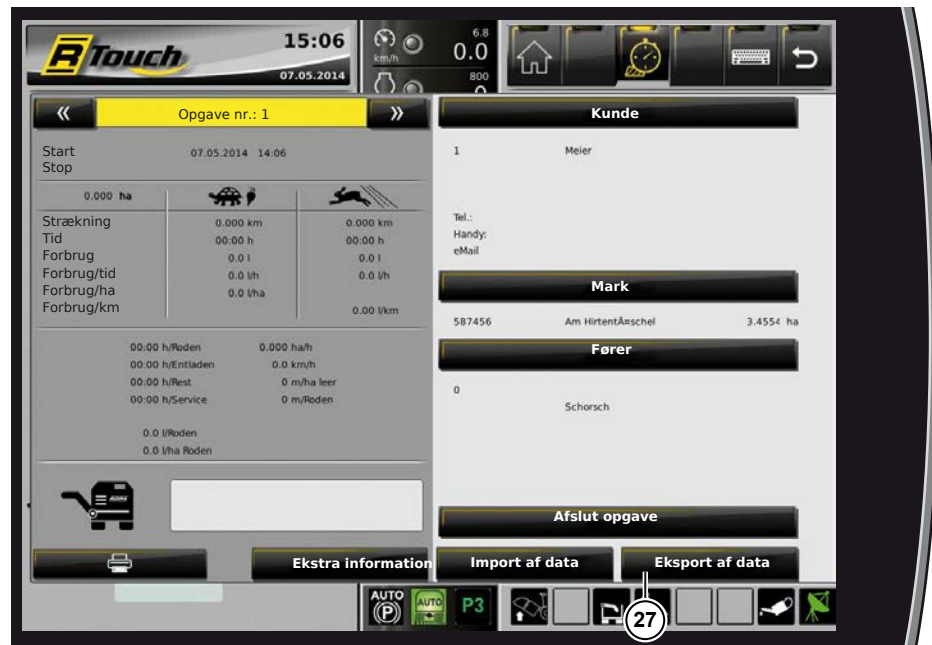 R Touch
15:06
07.05.2014
km/h
6.8
0.0
800
« Opgave nr.: 1 »
Start 07.05.2014 14:06
Stop
0.000 ha
Strækning 0.000 km 0.000 km
Tid 00:00 h 00:00 h
Forbrug 0.0 l 0.0 l
Forbrug/tid 0.0 l/h 0.0 l/h
Forbrug/ha 0.0 l/ha
Forbrug/km 0.00 l/km
00:00 h/Roden 0.000 ha/h
00:00 h/Entladen 0.0 km/h
00:00 h/Rest 0 m/ha leer
00:00 h/Service 0 m/Roden
0.0 l/Roden
0.0 l/ha Roden
Ekstra information
Kunde
1 Meier
Tel.:
Handy:
eMail
Mark
587456 Am HirtentÄ¤schel 3.4554 ha
Fører
0
Schorsch
Afslut opgave
Import af data
Eksport af data
AUTO
(P)
AUTO
P3
27